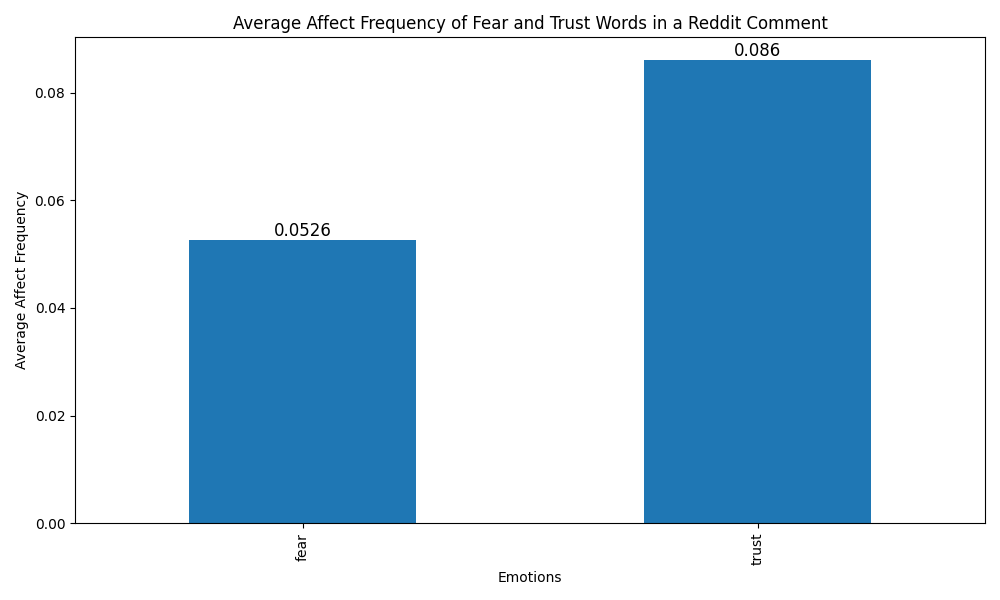 Average Affect Frequency of Fear and Trust Words in a Reddit Comment
0.086
0.08
0.0526
0.06
0.04
0.02
0.00
Average Affect Frequency
fear
trust
Emotions